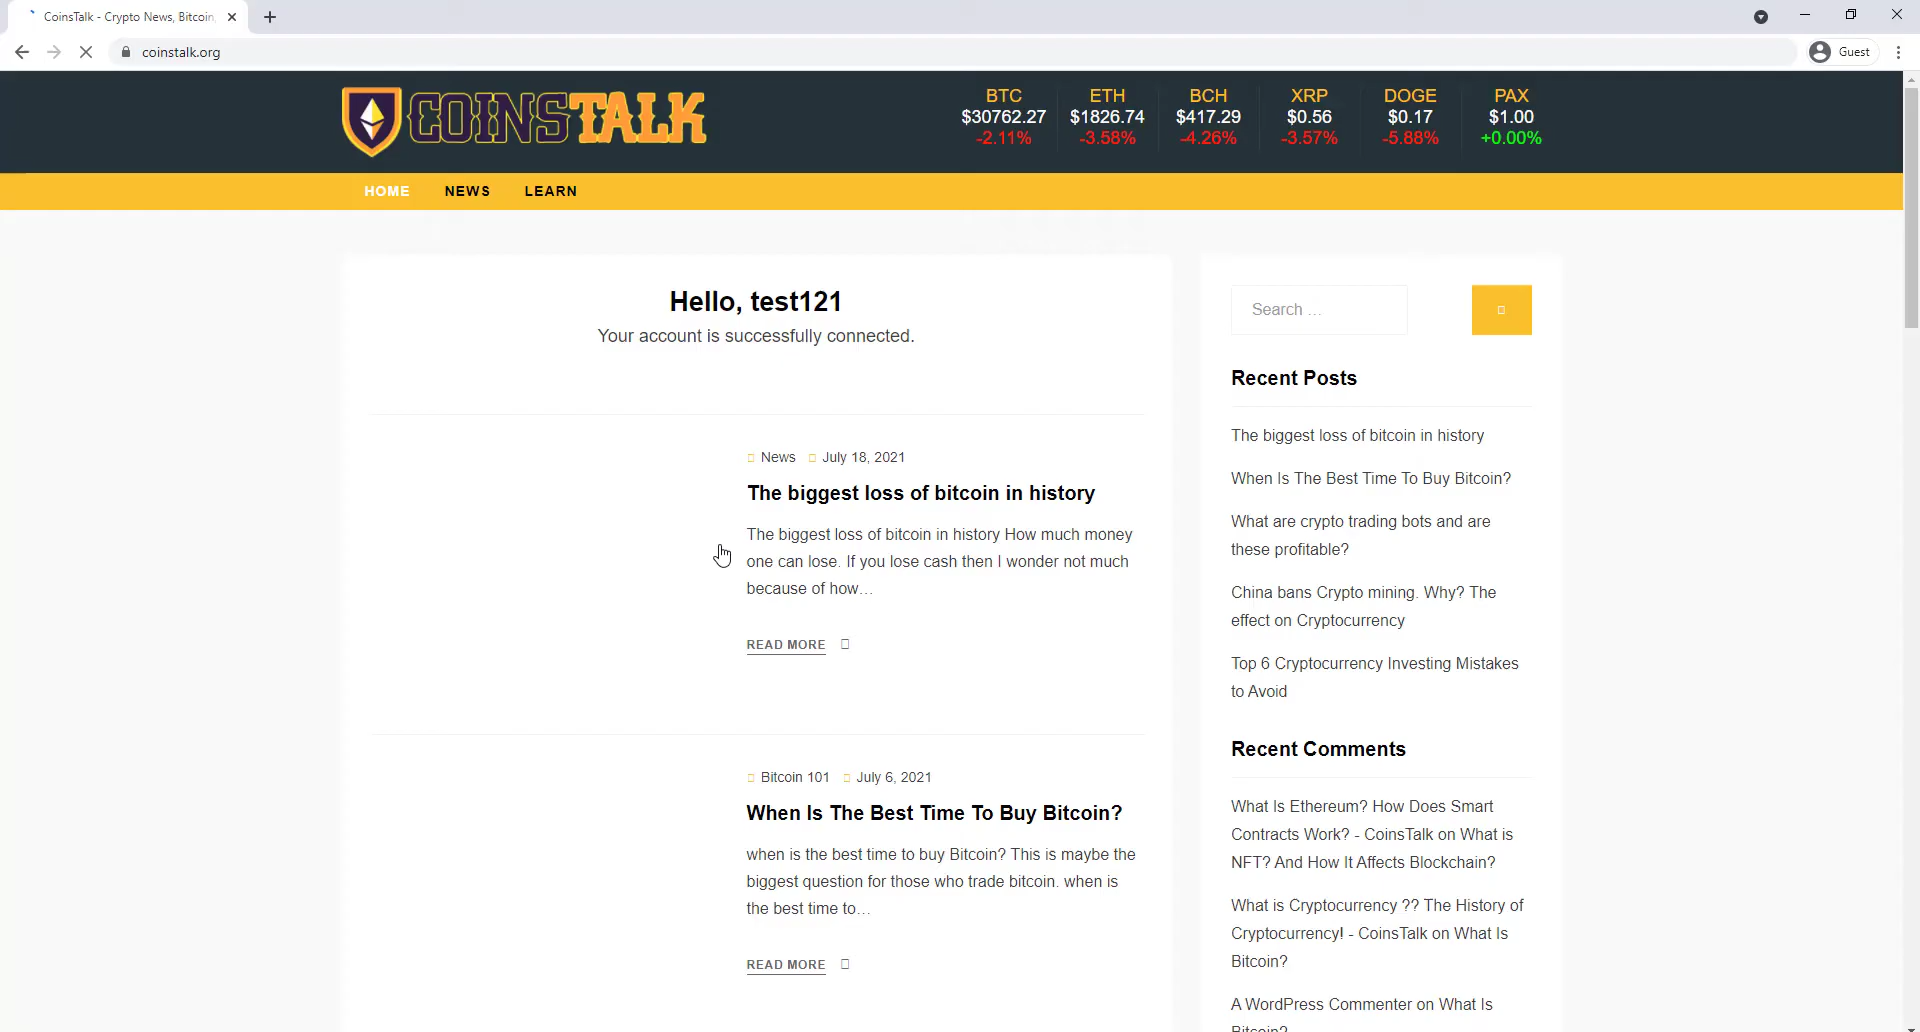 CoinsTalk - Crypto News, Bitcoin,
coinstalk.org
Guest
COINSTALK
BTC
$30762.27
-2.11%
ETH
$1826.74
-3.58%
BCH
$417.29
-4.26%
XRP
$0.56
-3.57%
DOGE
$0.17
-5.88%
PAX
$1.00
+0.00%
HOME NEWS LEARN
Hello, test121
Your account is successfully connected.
News July 18, 2021
The biggest loss of bitcoin in history
The biggest loss of bitcoin in history How much money
one can lose. If you lose cash then I wonder not much
because of how…
READ MORE
Bitcoin 101 July 6, 2021
When Is The Best Time To Buy Bitcoin?
when is the best time to buy Bitcoin? This is maybe the
biggest question for those who trade bitcoin. when is
the best time to…
READ MORE
Search …
Recent Posts
The biggest loss of bitcoin in history
When Is The Best Time To Buy Bitcoin?
What are crypto trading bots and are
these profitable?
China bans Crypto mining. Why? The
effect on Cryptocurrency
Top 6 Cryptocurrency Investing Mistakes
to Avoid
Recent Comments
What Is Ethereum? How Does Smart
Contracts Work? - CoinsTalk on What is
NFT? And How It Affects Blockchain?
What is Cryptocurrency ?? The History of
Cryptocurrency! - CoinsTalk on What Is
Bitcoin?
A WordPress Commenter on What Is
Bitcoin?